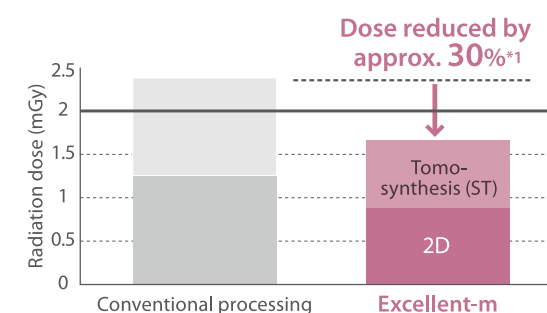 Dose reduced by
approx. 30%*1
Radiation dose (mGy)
2.5
2
1.5
1
0.5
0
Tomo-
synthesis (ST)
2D
Conventional processing
Excellent-m